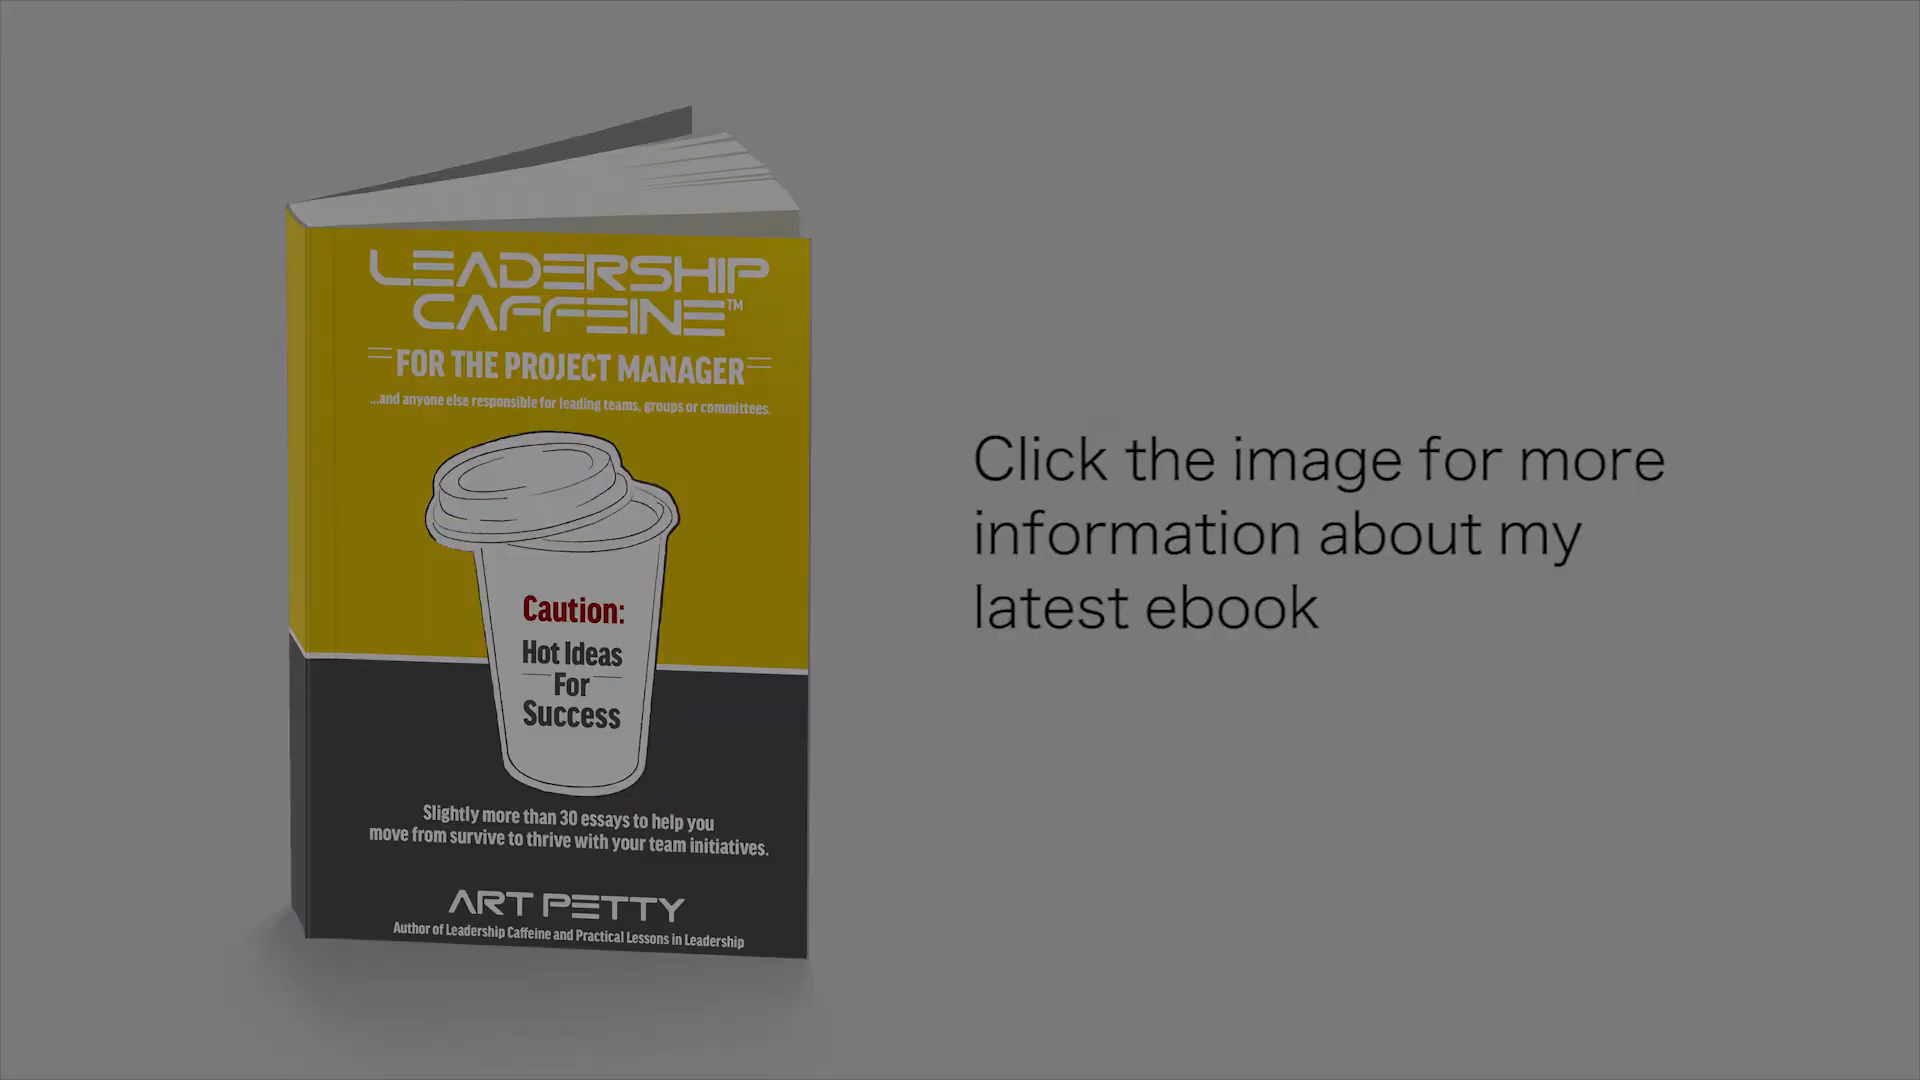 LEADERSHIP
CAFFEINE™
FOR THE PROJECT MANAGER
...and anyone else responsible for leading teams, groups or committees.
Caution:
Hot Ideas
For
Success
Slightly more than 30 essays to help you
move from survive to thrive with your team initiatives.
ART PETTY
Author of Leadership Caffeine and Practical Lessons in Leadership
Click the image for more
information about my
latest ebook